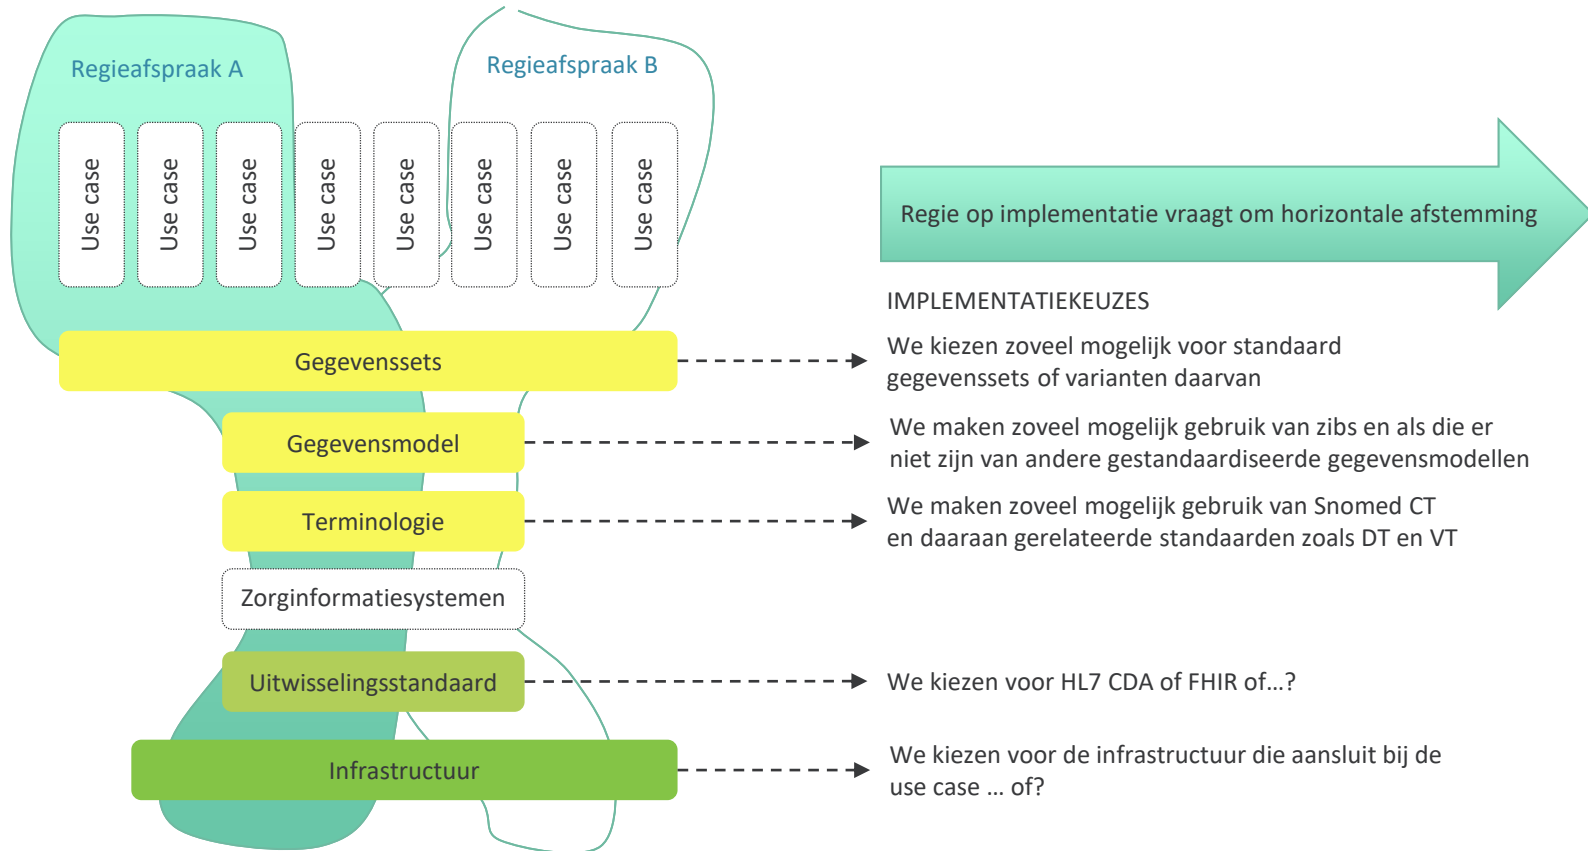 Regieafspraak A
Regieafspraak B
Use case
Use case
Use case
Use case
Use case
Use case
Use case
Use case
Regie op implementatie vraagt om horizontale afstemming
IMPLEMENTATIEKEUZES
Gegevenssets
We kiezen zoveel mogelijk voor standaard
gegevenssets of varianten daarvan
Gegevensmodel
We maken zoveel mogelijk gebruik van zibs en als die er
niet zijn van andere gestandaardiseerde gegevensmodellen
Terminologie
We maken zoveel mogelijk gebruik van Snomed CT
en daaraan gerelateerde standaarden zoals DT en VT
Zorginformatiesystemen
Uitwisselingsstandaard
We kiezen voor HL7 CDA of FHIR of...?
Infrastructuur
We kiezen voor de infrastructuur die aansluit bij de
use case ... of?